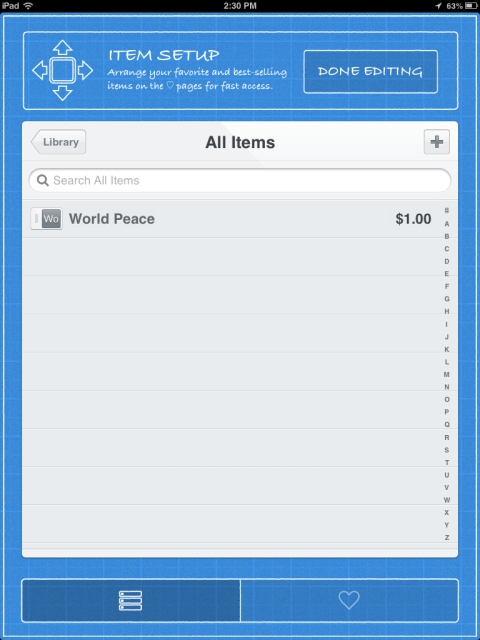 iPad 2:30 PM 63%
ITEM SETUP
Arrange your favorite and best-selling
items on the ♡ pages for fast access.
DONE EDITING
Library
All Items
Search All Items
Wo World Peace $1.00
#
A
B
C
D
E
F
G
H
I
J
K
L
M
N
O
P
Q
R
S
T
U
V
W
X
Y
Z